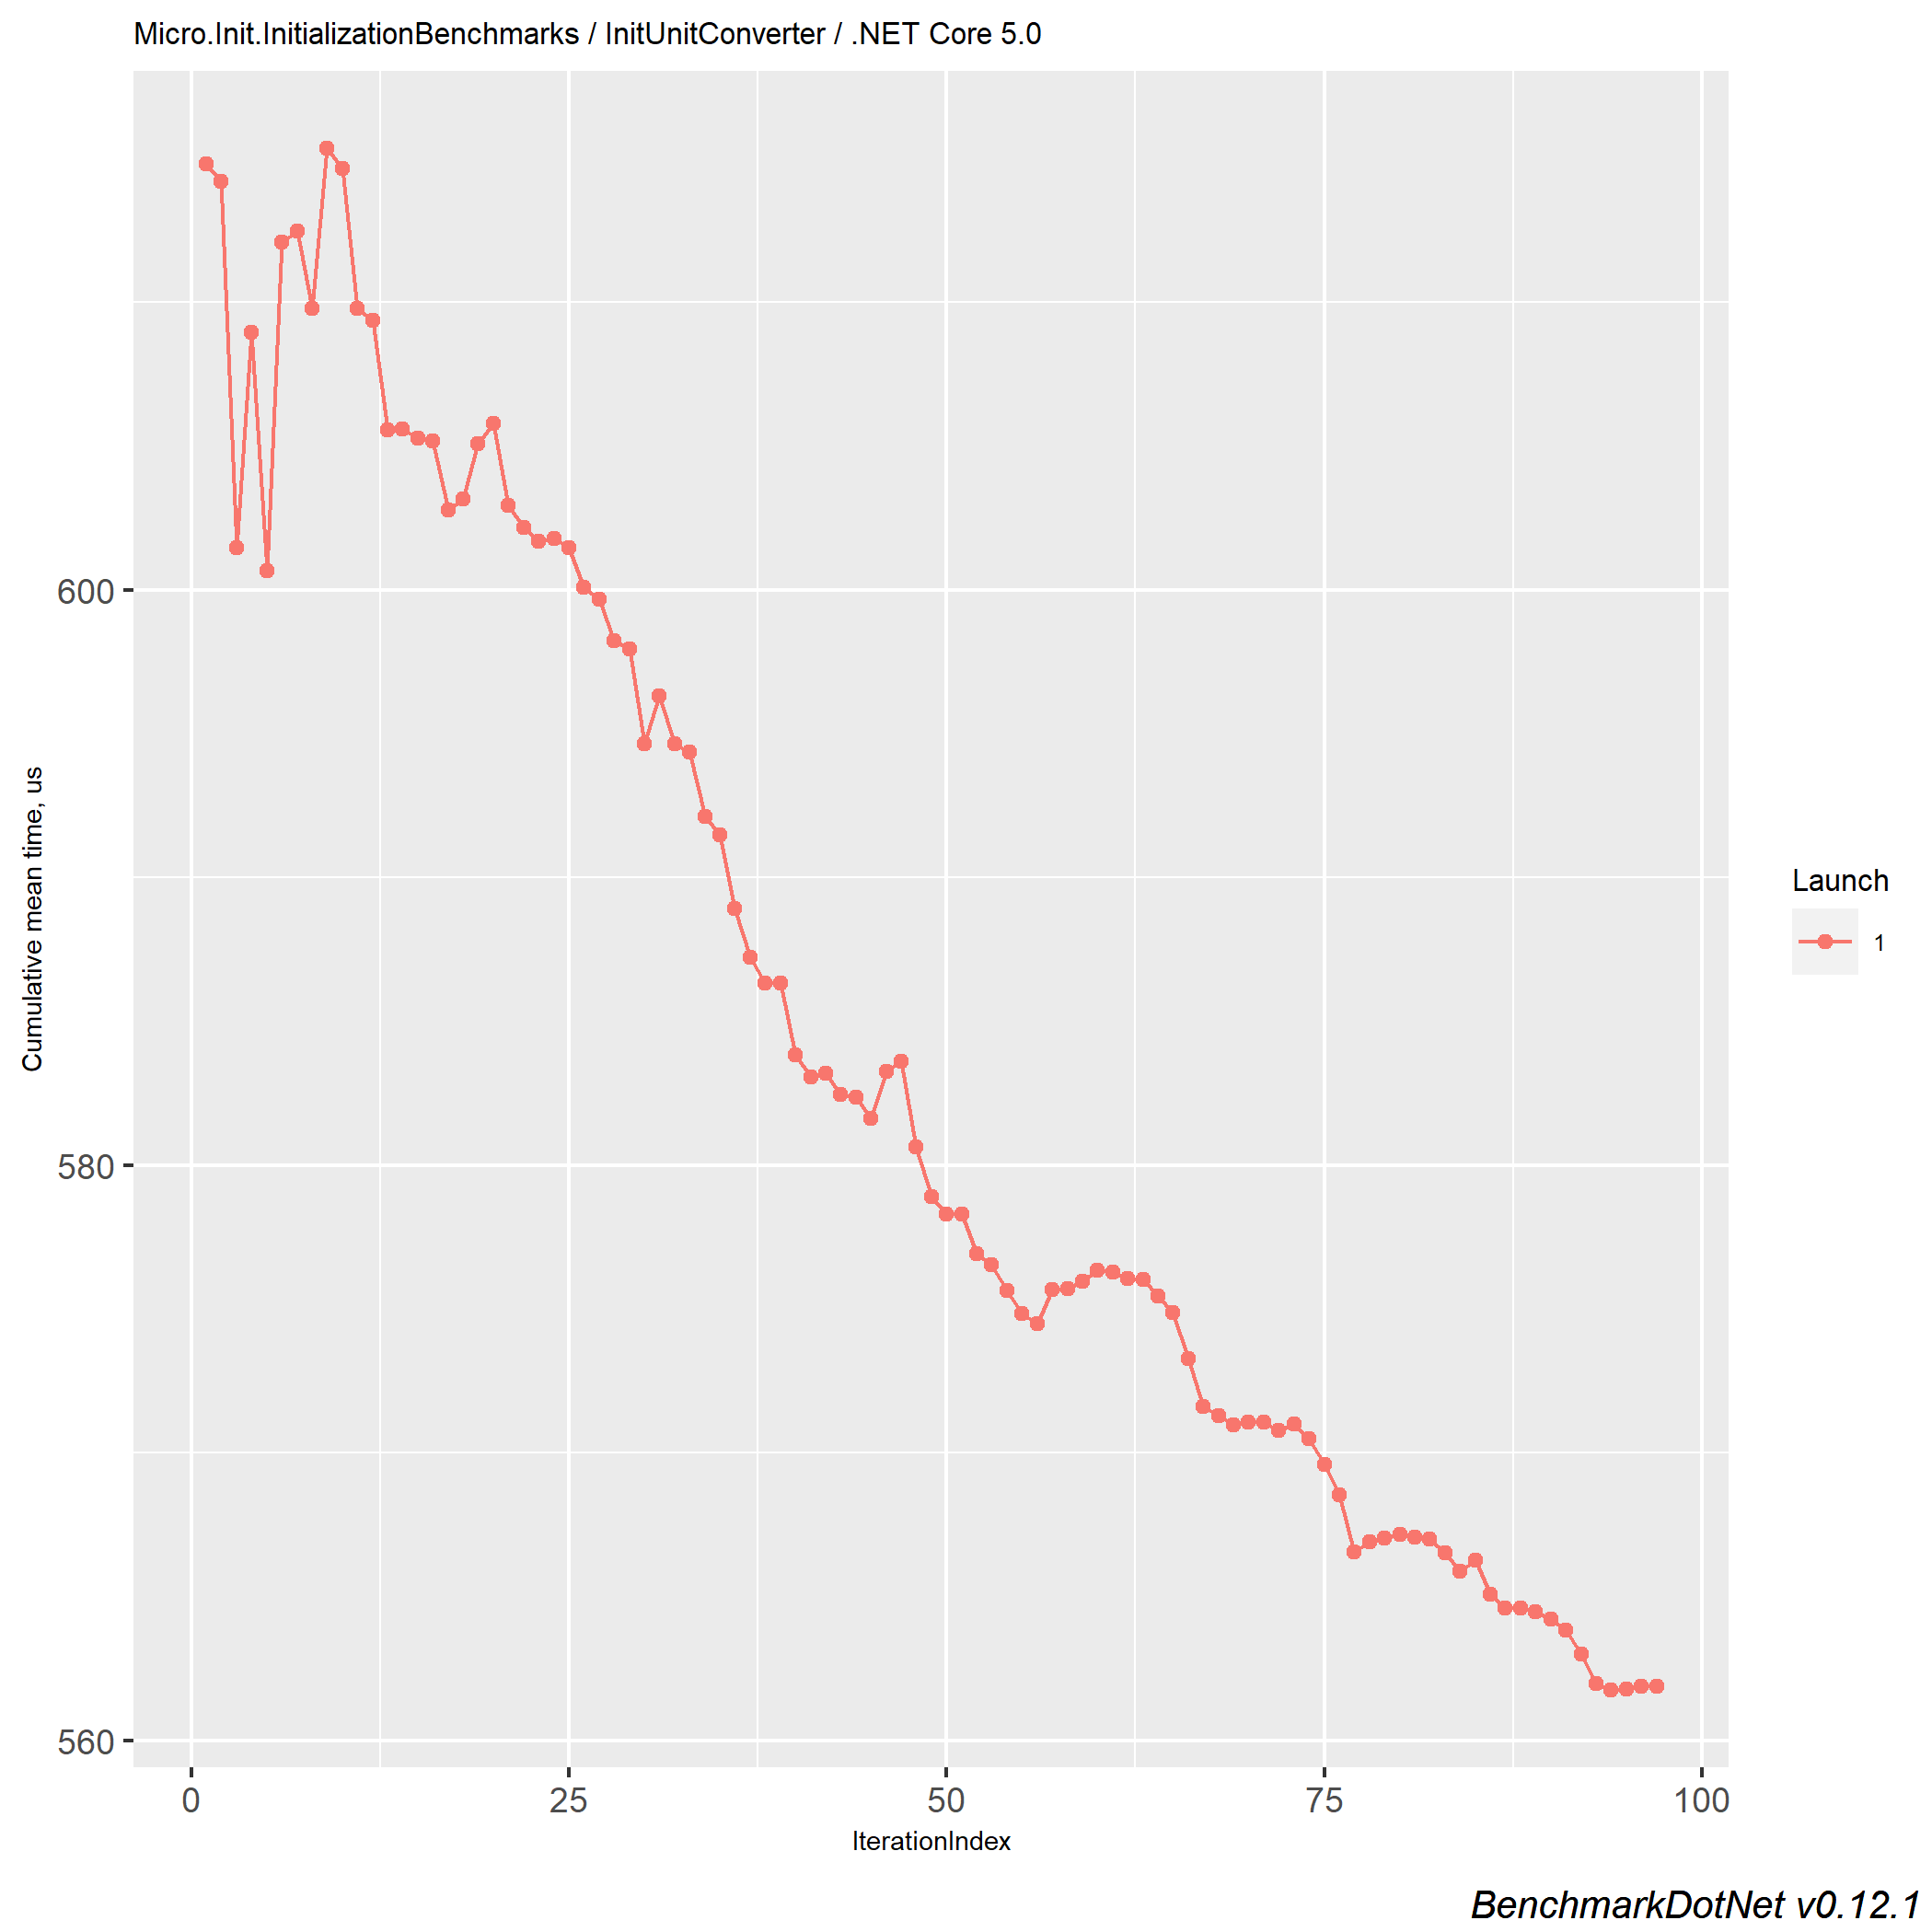 Micro.Init.InitializationBenchmarks / InitUnitConverter / .NET Core 5.0
Cumulative mean time, us
600
580
560
0 25 50 75 100
IterationIndex
Launch
1
BenchmarkDotNet v0.12.1